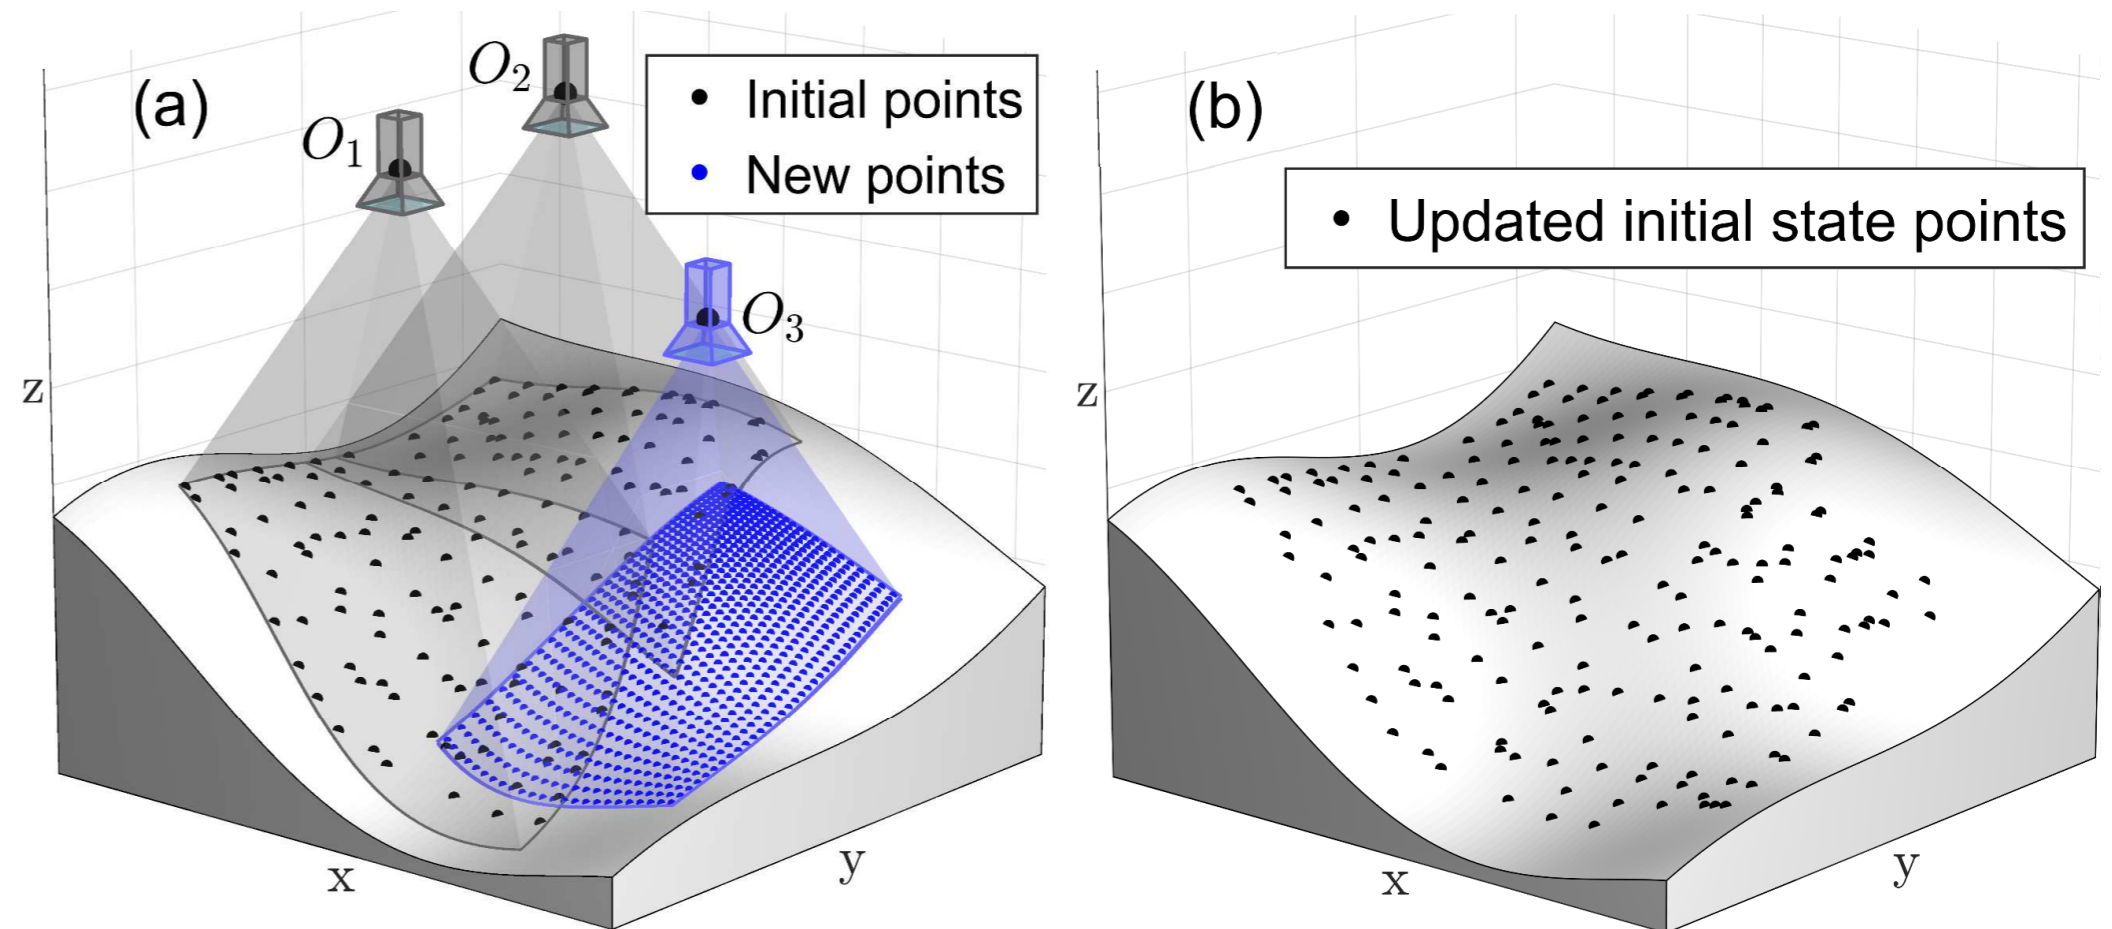 (a)
O1
O2
O3
Initial points
New points
z
x
y
(b)
Updated initial state points
z
x
y